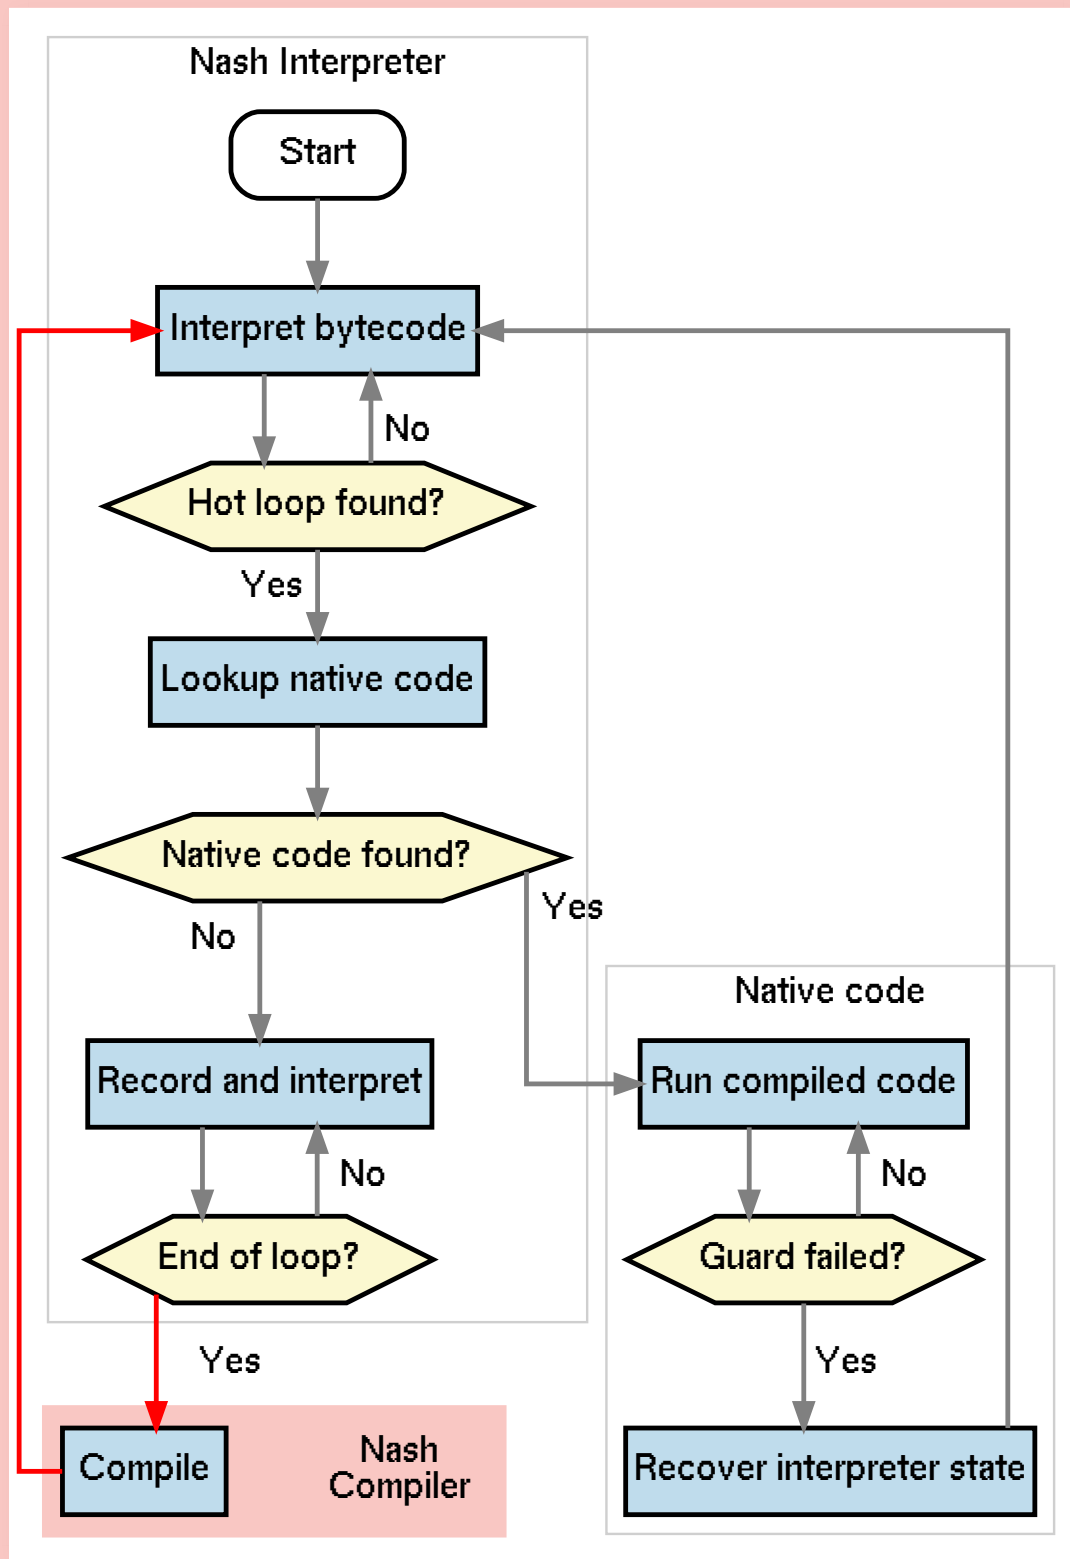 Nash Interpreter
Start
Interpret bytecode
No
Hot loop found?
Yes
Lookup native code
Native code found?
Yes
No
Native code
Record and interpret
Run compiled code
No
No
End of loop?
Guard failed?
Yes
Yes
Compile
Nash
Compiler
Recover interpreter state